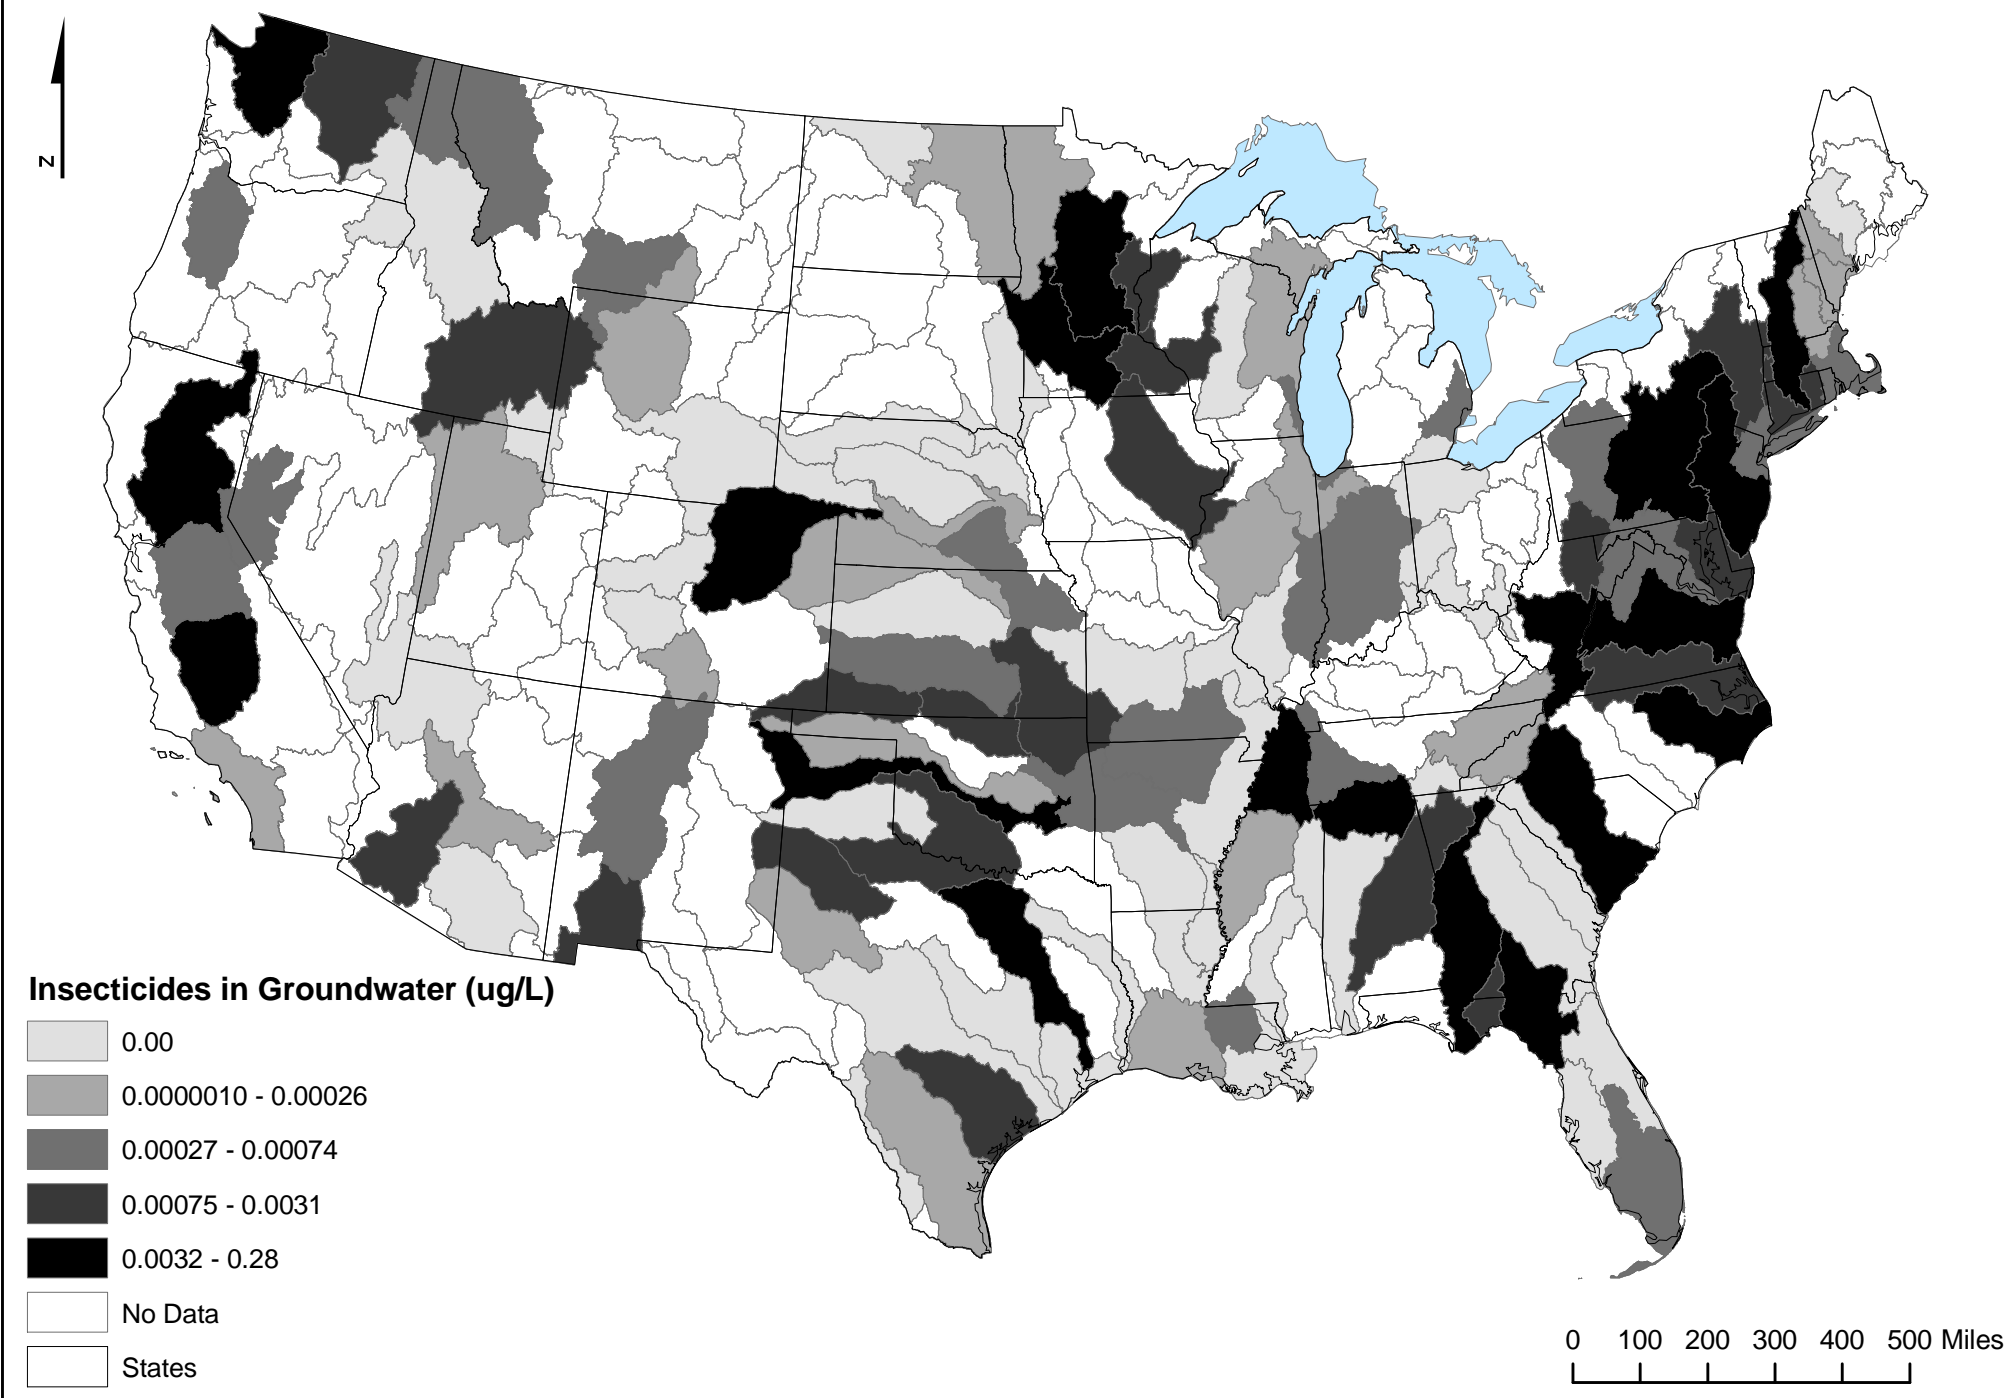 N
Insecticides in Groundwater (ug/L)
0.00
0.0000010 - 0.00026
0.00027 - 0.00074
0.00075 - 0.0031
0.0032 - 0.28
No Data
States
0 100 200 300 400 500 Miles